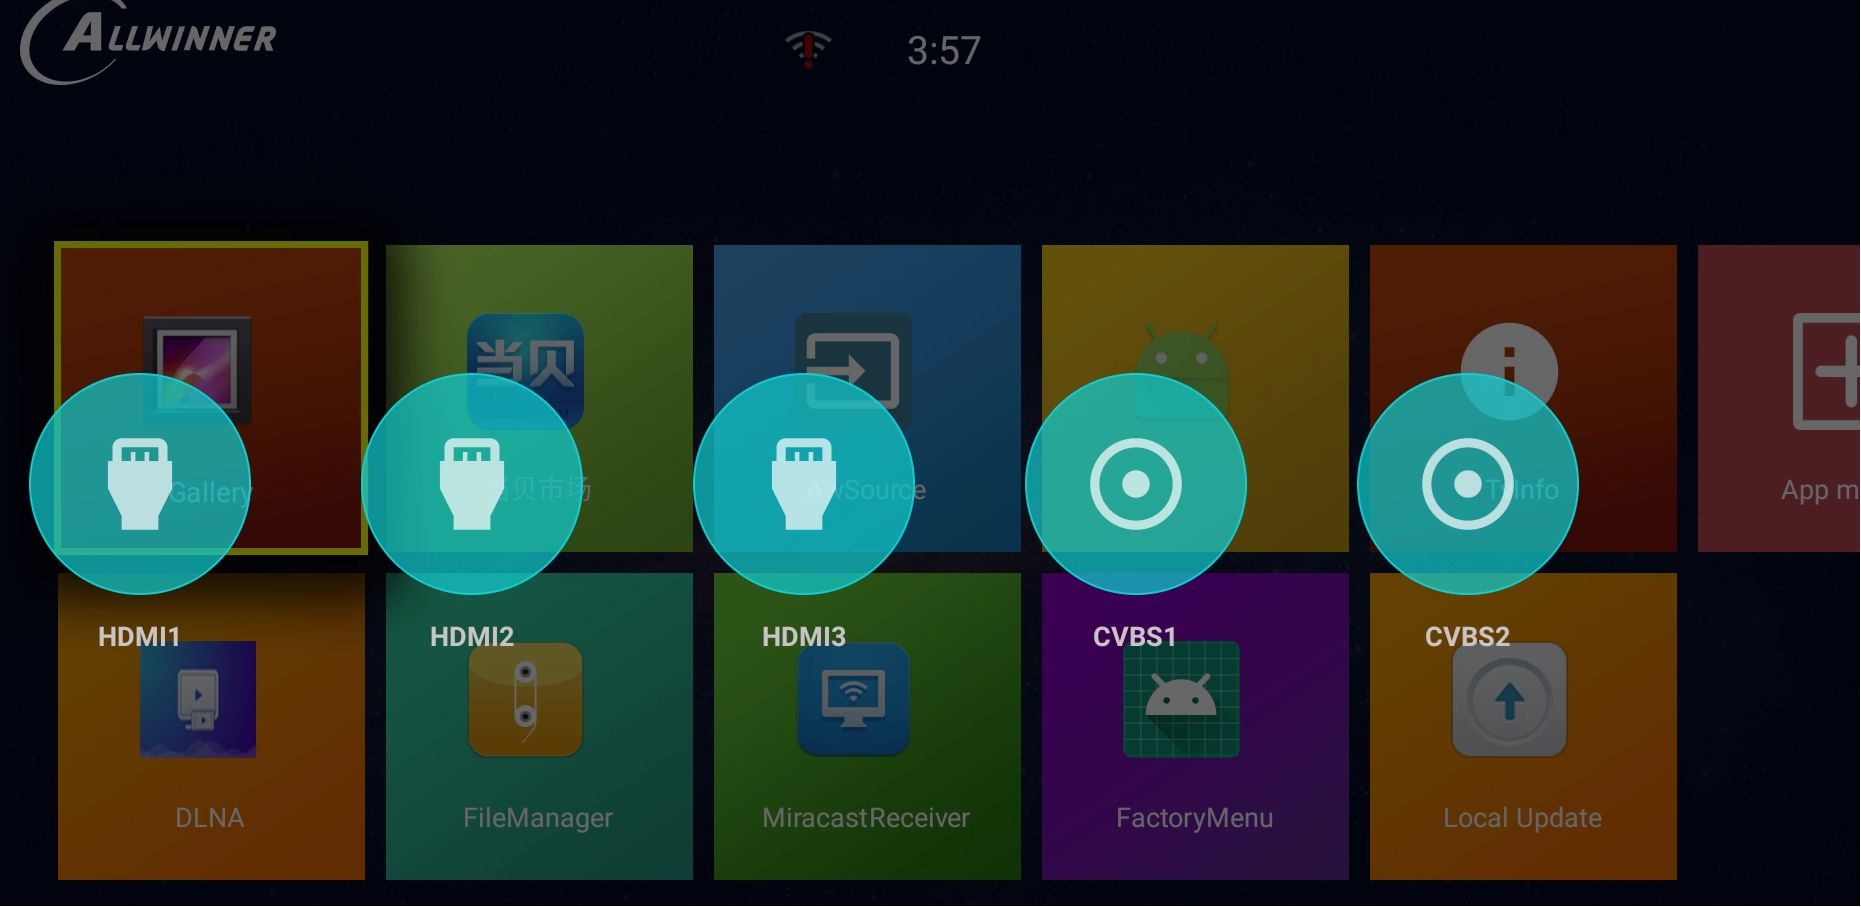 ALLWINNER
3:57
当贝
Gallery
当贝市场
AwSource
TvInfo
App m
HDMI1
HDMI2
HDMI3
CVBS1
CVBS2
DLNA
FileManager
MiracastReceiver
FactoryMenu
Local Update